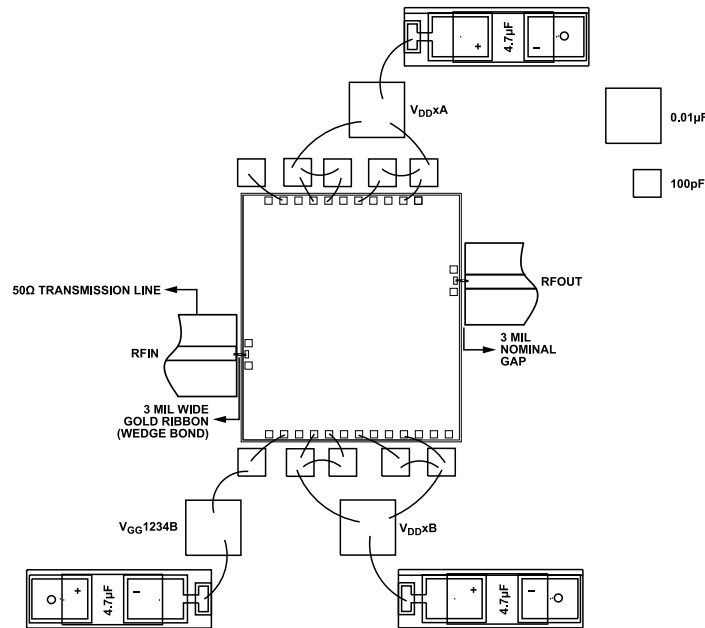 4.7µF
+
−
VDDxA
0.01µF
100pF
50Ω TRANSMISSION LINE
RFIN
RFOUT
3 MIL
NOMINAL
GAP
3 MIL WIDE
GOLD RIBBON
(WEDGE BOND)
VGG1234B
VDDxB
+
4.7µF
−
+
4.7µF
−